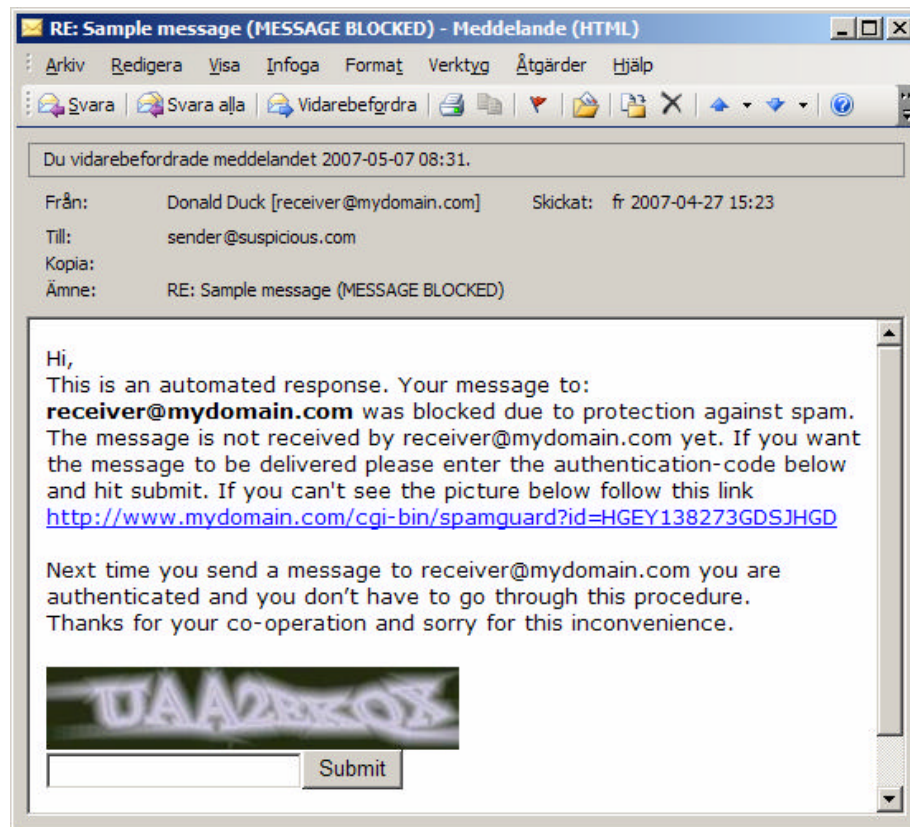 RE: Sample message (MESSAGE BLOCKED) - Meddelande (HTML)
Arkiv Redigera Visa Infoga Format Verktyg Åtgärder Hjälp
Svara Svara alla Vidarebefordra
Du vidarebefordrade meddelandet 2007-05-07 08:31.
Från: Donald Duck [receiver@mydomain.com] Skickat: fr 2007-04-27 15:23
Till: sender@suspicious.com
Kopia:
Ämne: RE: Sample message (MESSAGE BLOCKED)
Hi,
This is an automated response. Your message to:
receiver@mydomain.com was blocked due to protection against spam.
The message is not received by receiver@mydomain.com yet. If you want
the message to be delivered please enter the authentication-code below
and hit submit. If you can't see the picture below follow this link
http://www.mydomain.com/cgi-bin/spamguard?id=HGEY138273GDSJHGD
Next time you send a message to receiver@mydomain.com you are
authenticated and you don’t have to go through this procedure.
Thanks for your co-operation and sorry for this inconvenience.
UAA2EKOX
Submit